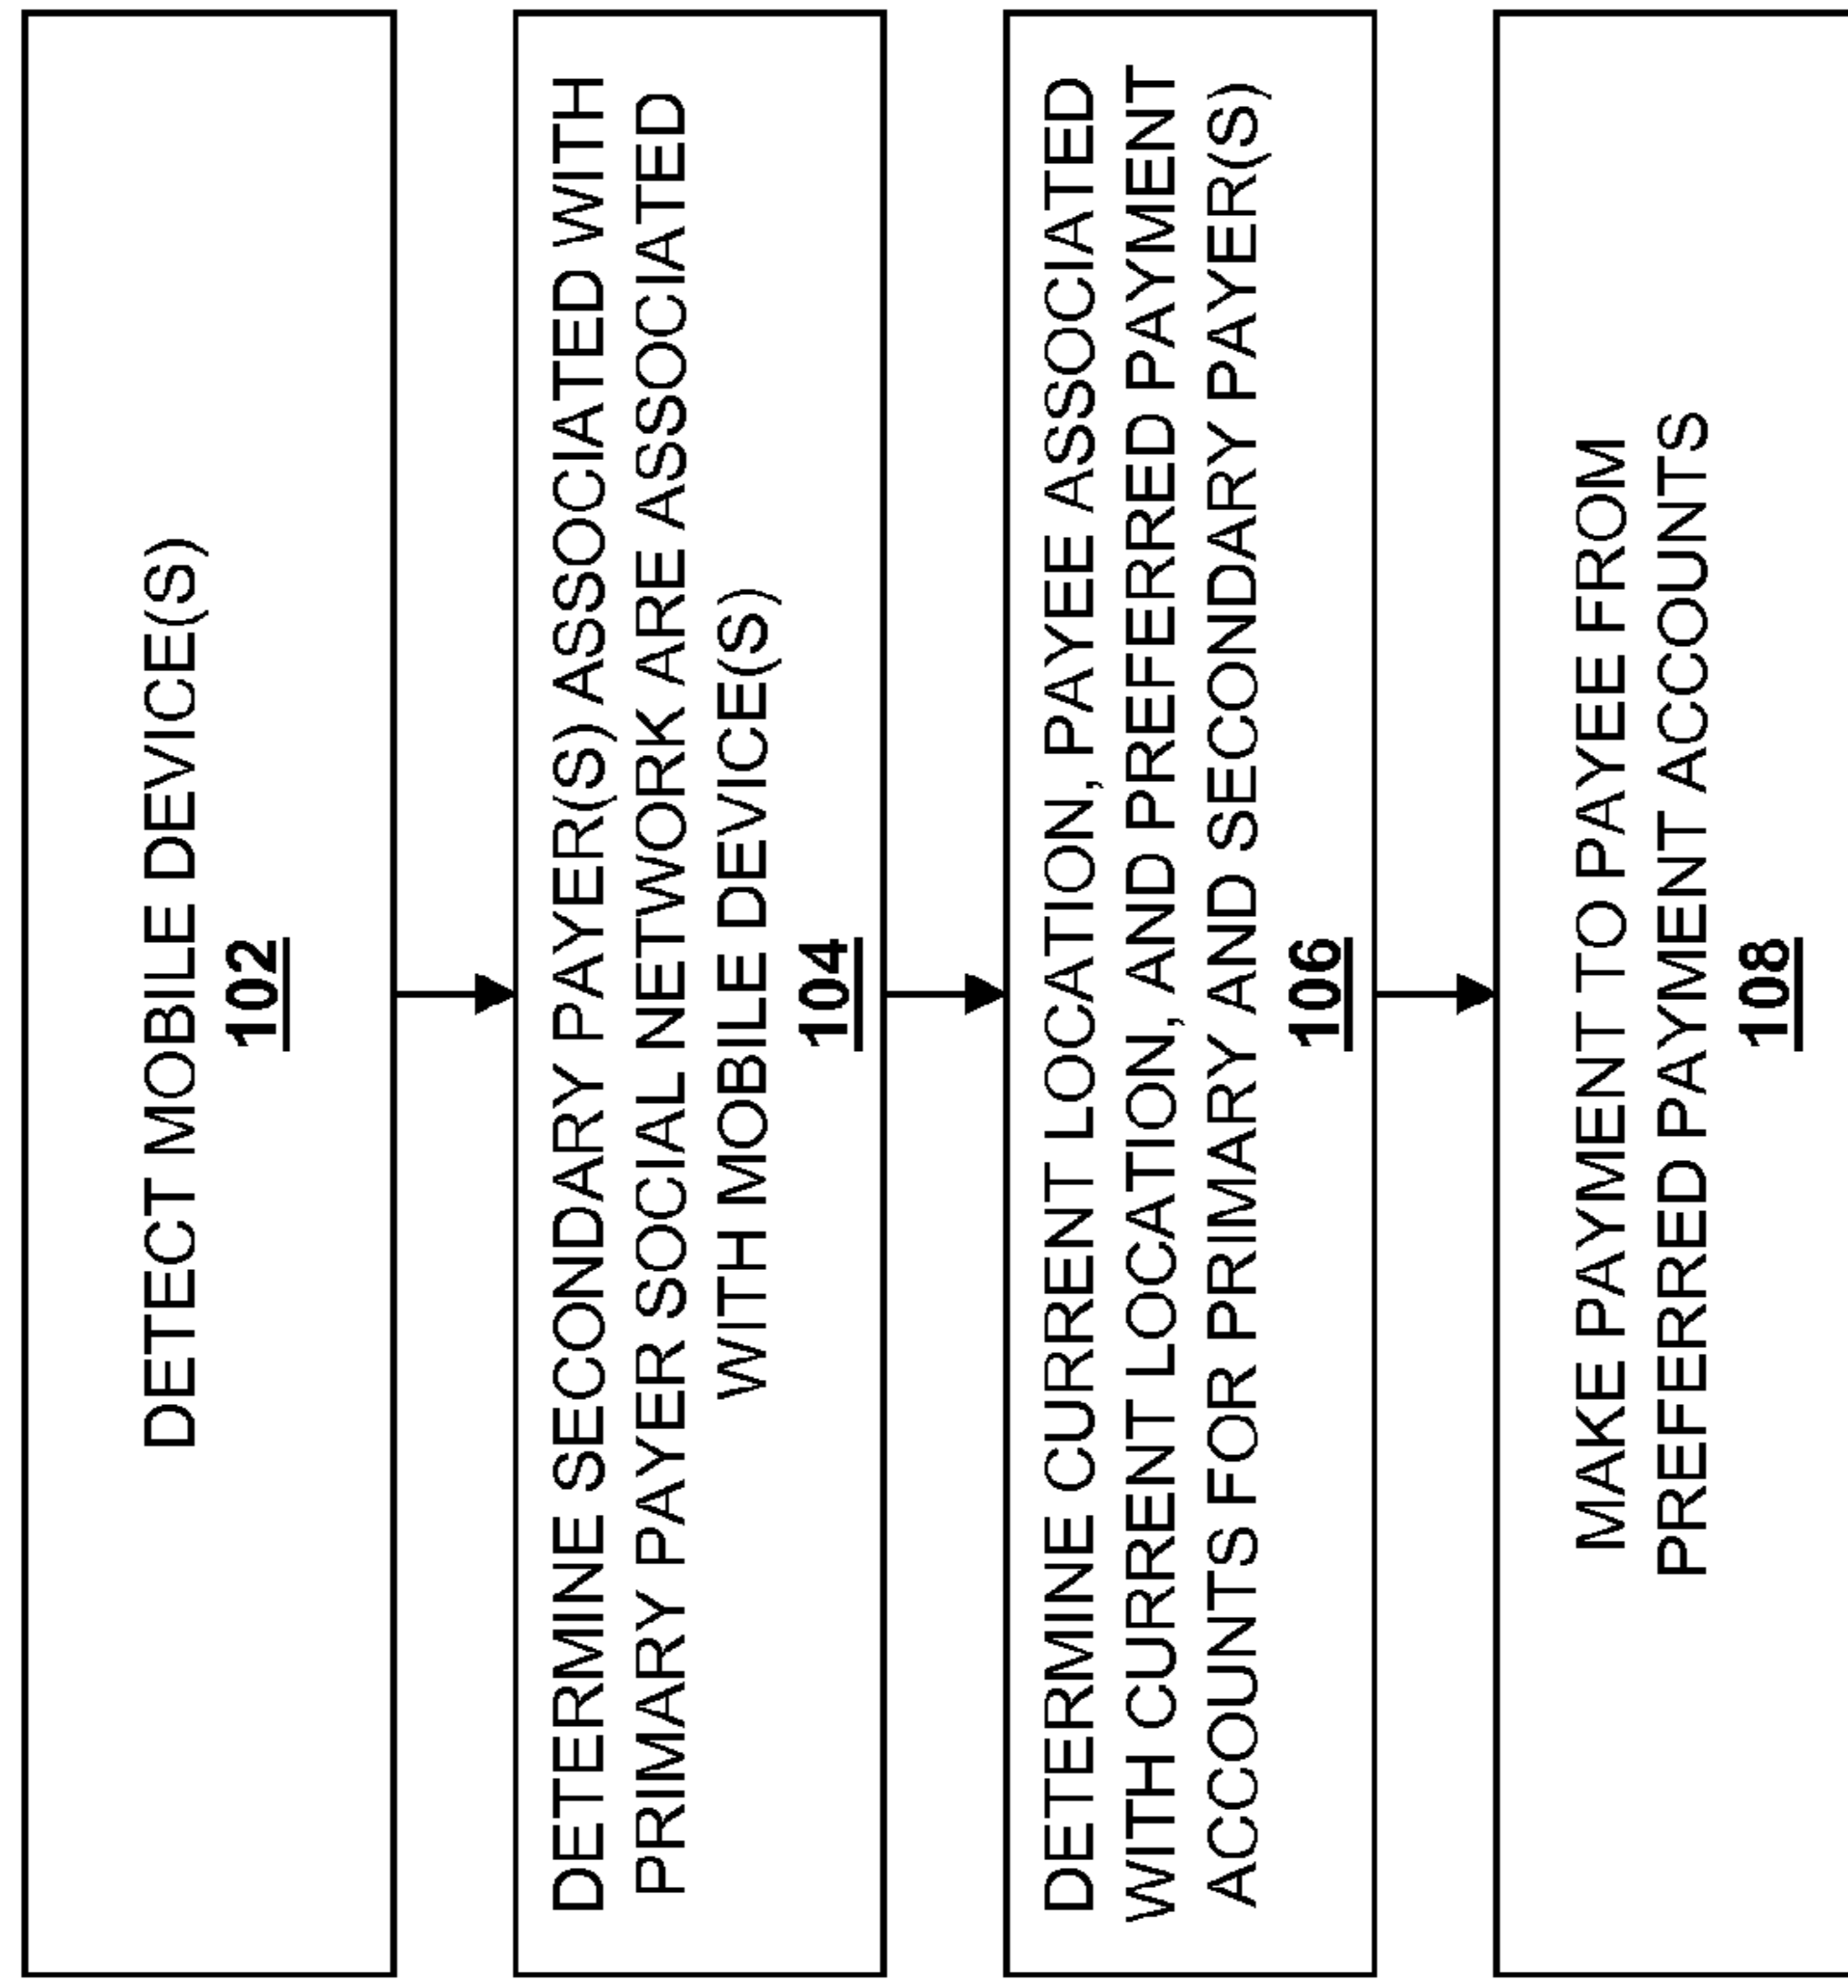 DETECT MOBILE DEVICE(S)
102
DETERMINE SECONDARY PAYER(S) ASSOCIATED WITH
PRIMARY PAYER SOCIAL NETWORK ARE ASSOCIATED
WITH MOBILE DEVICE(S)
104
DETERMINE CURRENT LOCATION, PAYEE ASSOCIATED
WITH CURRENT LOCATION, AND PREFERRED PAYMENT
ACCOUNTS FOR PRIMARY AND SECONDARY PAYER(S)
106
MAKE PAYMENT TO PAYEE FROM
PREFERRED PAYMENT ACCOUNTS
108